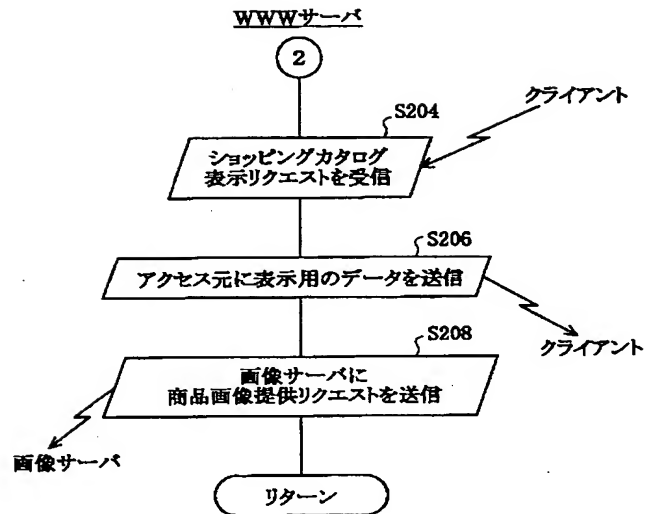 WWWサーバ
2
S204
クライアント
ショッピングカタログ
表示リクエストを受信
S206
アクセス元に表示用のデータを送信
クライアント
S208
画像サーバに
商品画像提供リクエストを送信
画像サーバ
リターン